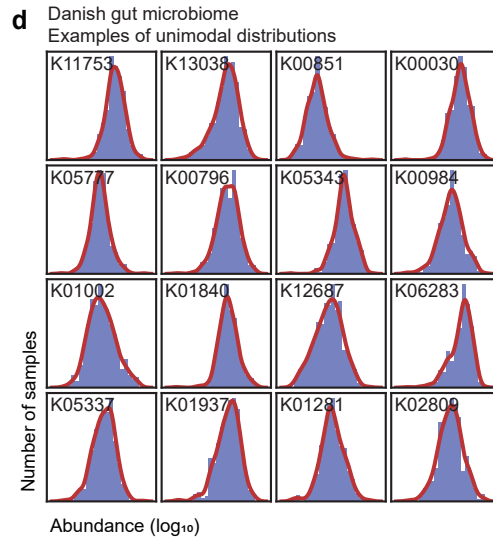 d
Danish gut microbiome
Examples of unimodal distributions
K11753 K13038 K00851 K00030
K05777 K00796 K05343 K00984
K01002 K01840 K12687 K06283
K05337 K01937 K01281 K02809
Number of samples
Abundance (log₁₀)